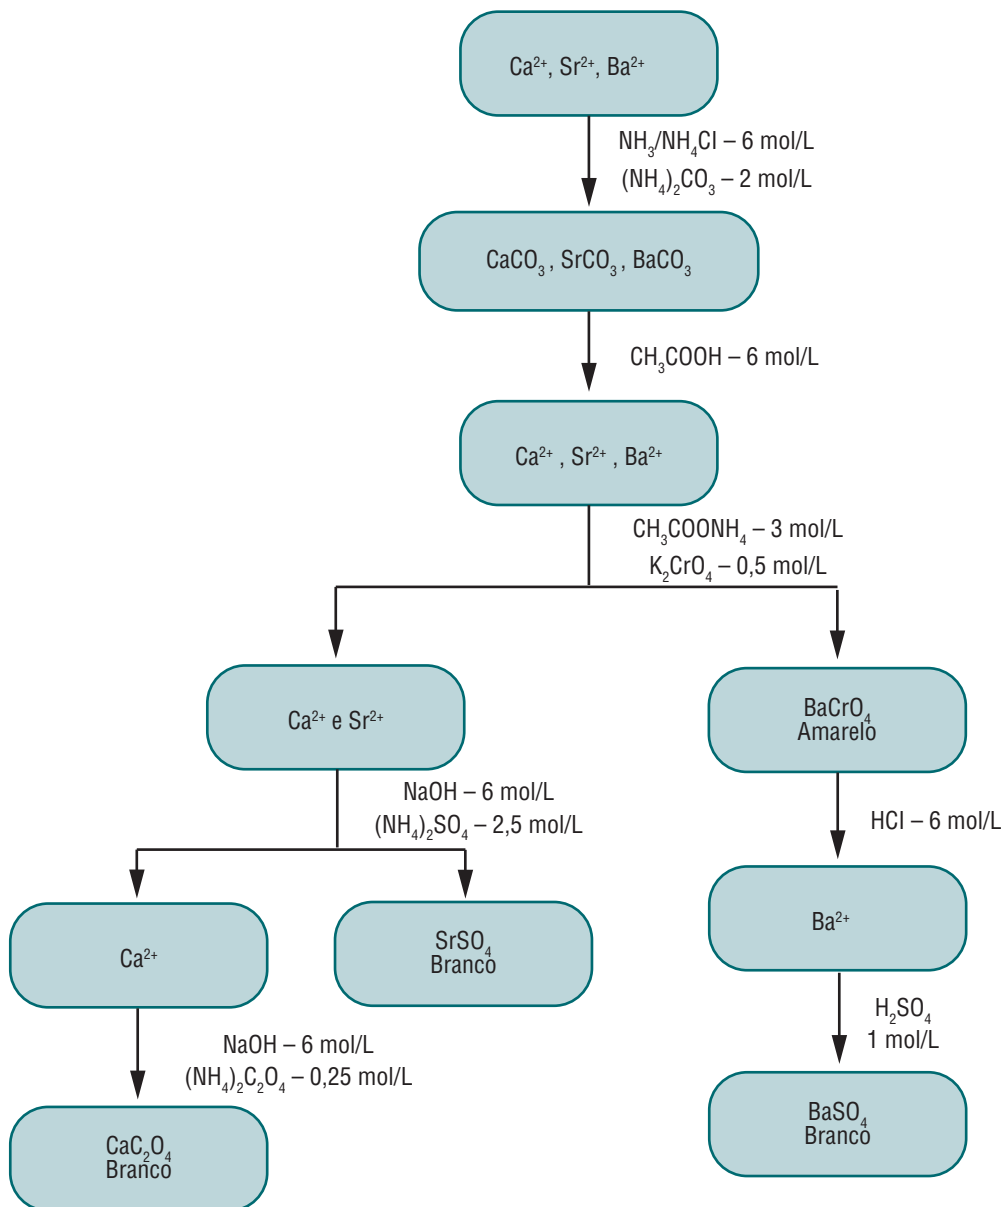 Ca²⁺, Sr²⁺, Ba²⁺
NH₃/NH₄Cl – 6 mol/L
(NH₄)₂CO₃ – 2 mol/L
CaCO₃ , SrCO₃ , BaCO₃
CH₃COOH – 6 mol/L
Ca²⁺ , Sr²⁺ , Ba²⁺
CH₃COONH₄ – 3 mol/L
K₂CrO₄ – 0,5 mol/L
Ca²⁺ e Sr²⁺
BaCrO₄
Amarelo
NaOH – 6 mol/L
(NH₄)₂SO₄ – 2,5 mol/L
HCl – 6 mol/L
Ca²⁺
SrSO₄
Branco
Ba²⁺
NaOH – 6 mol/L
(NH₄)₂C₂O₄ – 0,25 mol/L
H₂SO₄
1 mol/L
CaC₂O₄
Branco
BaSO₄
Branco